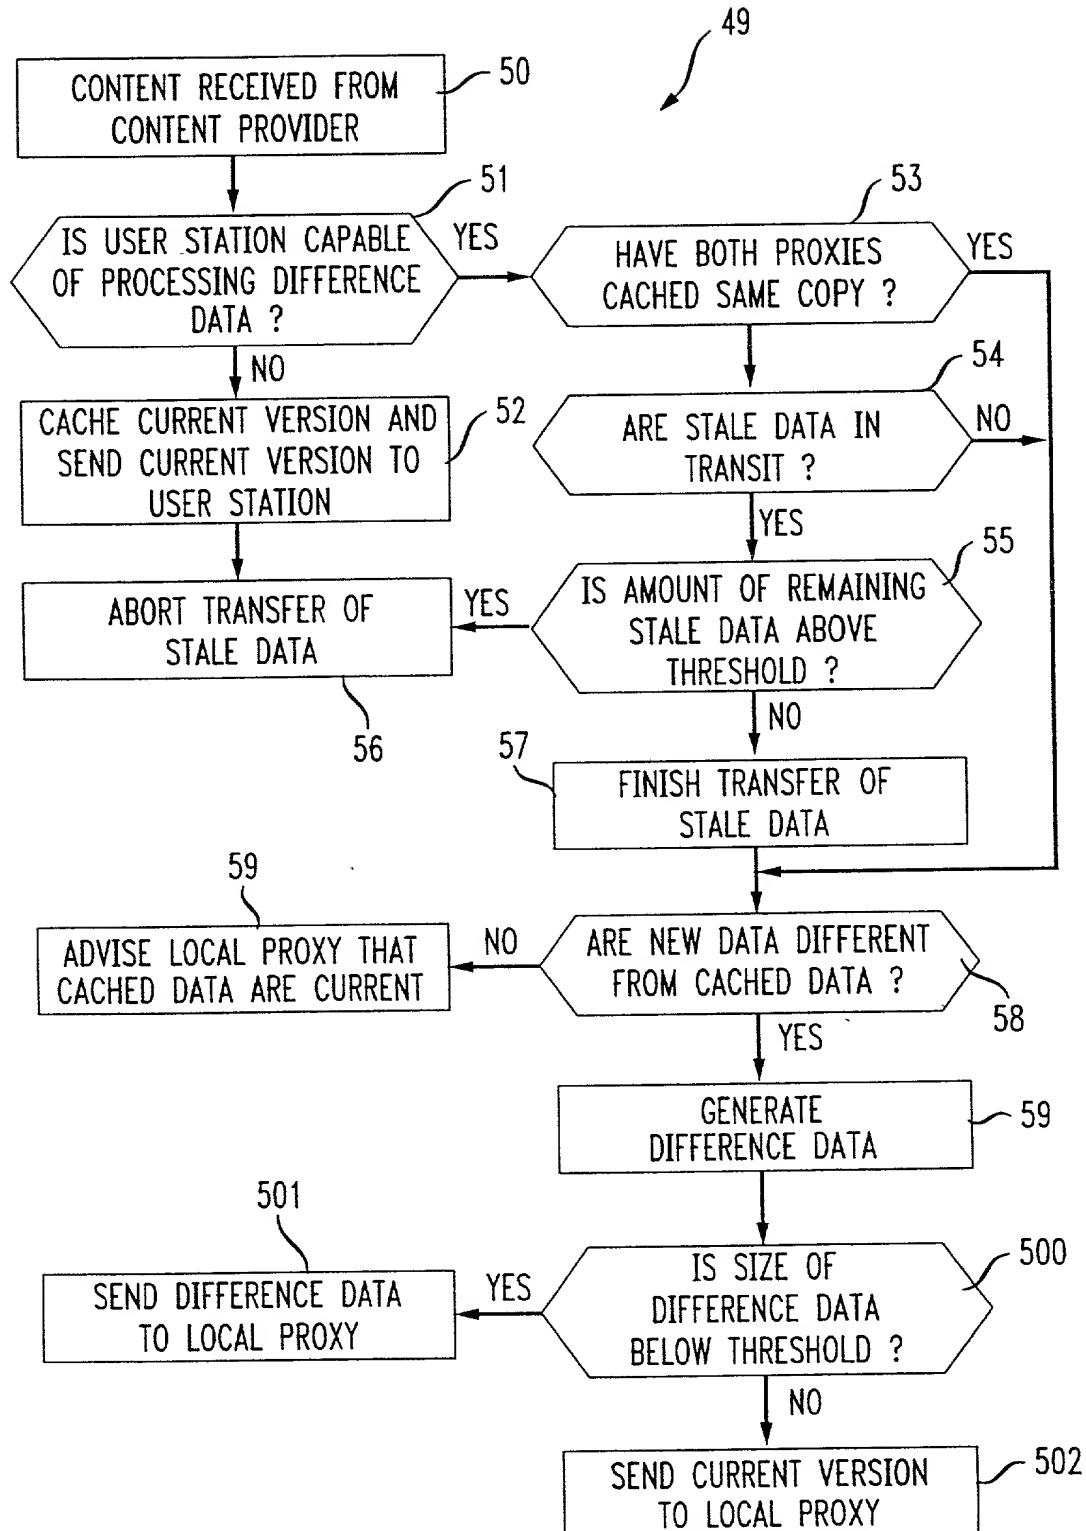 49
50
CONTENT RECEIVED FROM
CONTENT PROVIDER
51
IS USER STATION CAPABLE
OF PROCESSING DIFFERENCE
DATA ?
YES
NO
53
HAVE BOTH PROXIES
CACHED SAME COPY ?
YES
52
CACHE CURRENT VERSION AND
SEND CURRENT VERSION TO
USER STATION
54
ARE STALE DATA IN
TRANSIT ?
NO
YES
55
IS AMOUNT OF REMAINING
STALE DATA ABOVE
THRESHOLD ?
YES
NO
ABORT TRANSFER OF
STALE DATA
56
57
FINISH TRANSFER OF
STALE DATA
59
ADVISE LOCAL PROXY THAT
CACHED DATA ARE CURRENT
NO
ARE NEW DATA DIFFERENT
FROM CACHED DATA ?
58
YES
GENERATE
DIFFERENCE DATA
59
501
SEND DIFFERENCE DATA
TO LOCAL PROXY
YES
IS SIZE OF
DIFFERENCE DATA
BELOW THRESHOLD ?
500
NO
SEND CURRENT VERSION
TO LOCAL PROXY
502